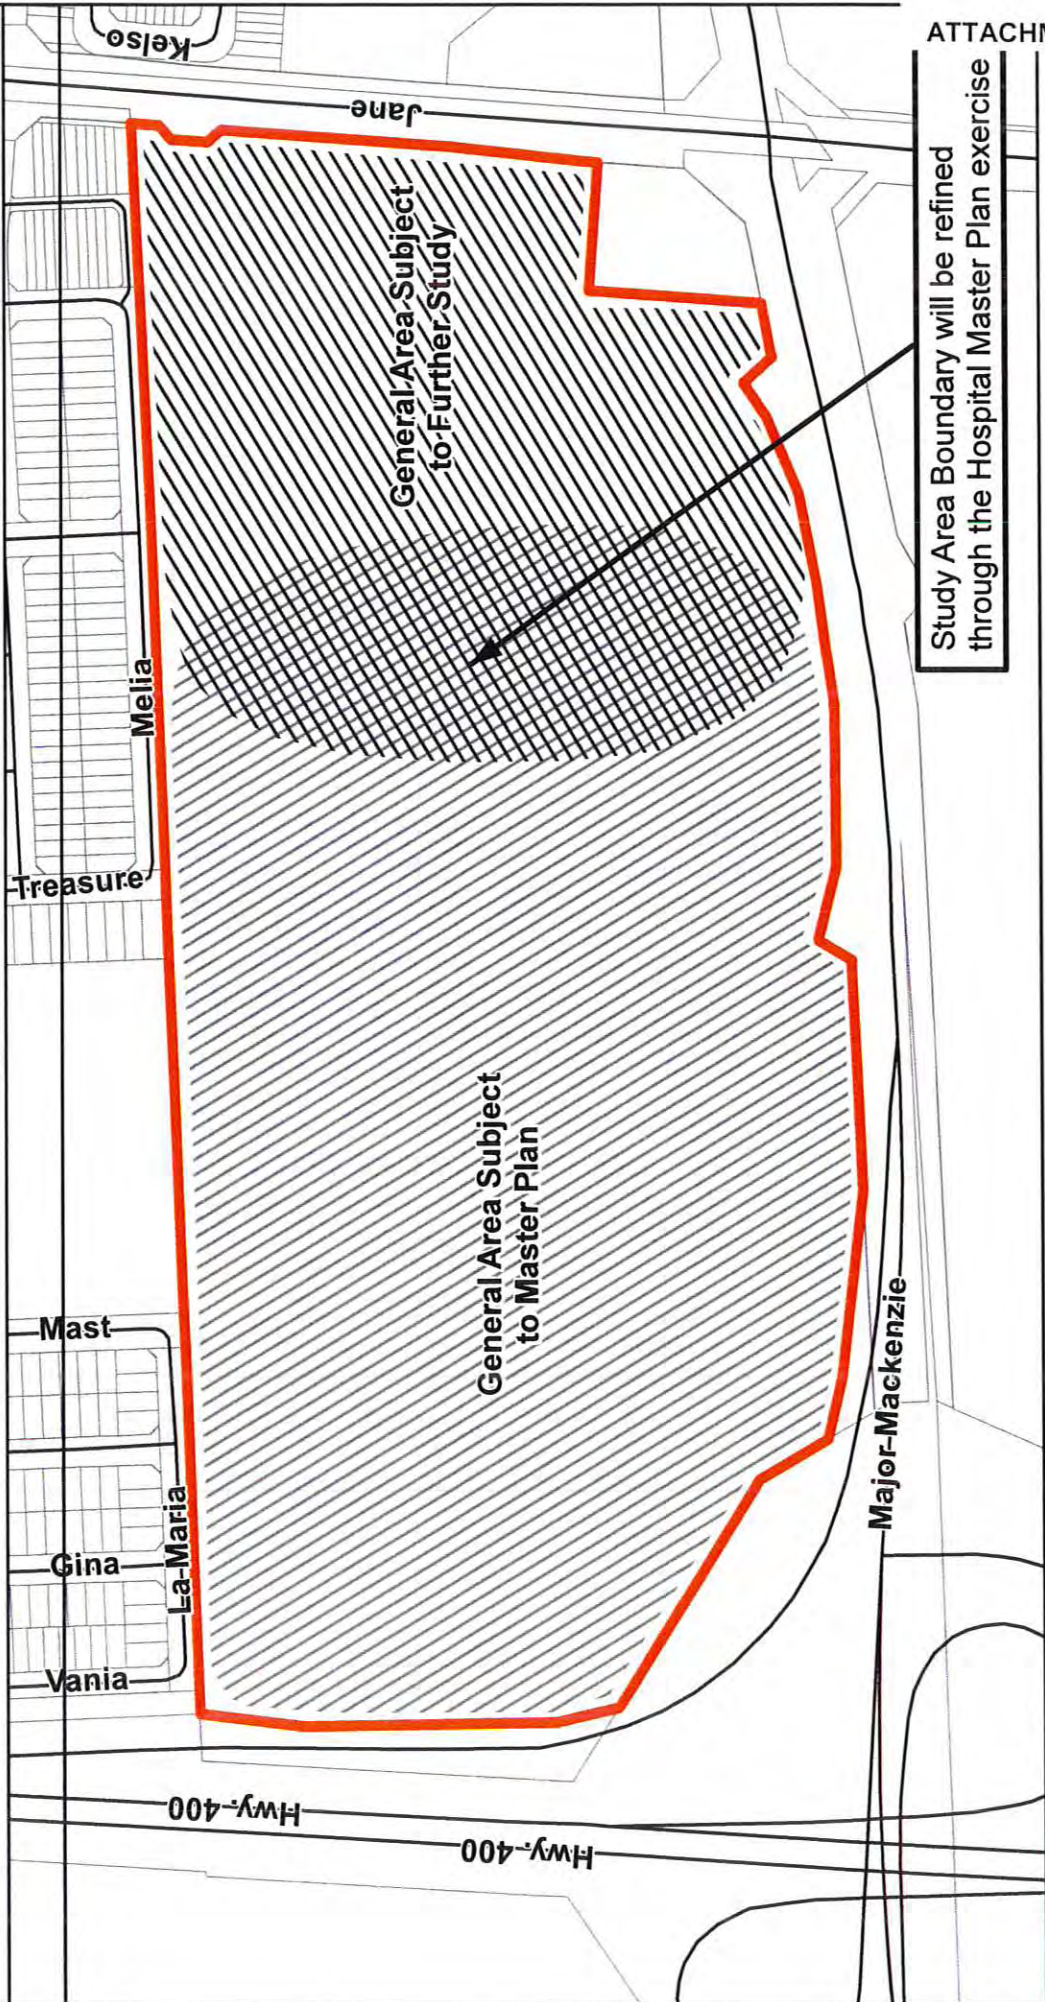 ATTACHM
Kelso
Jane
Study Area Boundary will be refined
through the Hospital Master Plan exercise
General Area Subject
to Further Study
Melia
Treasure
General Area Subject
to Master Plan
Mast
Major Mackenzie
La Maria
Gina
Vania
Hwy. 400
Hwy. 400